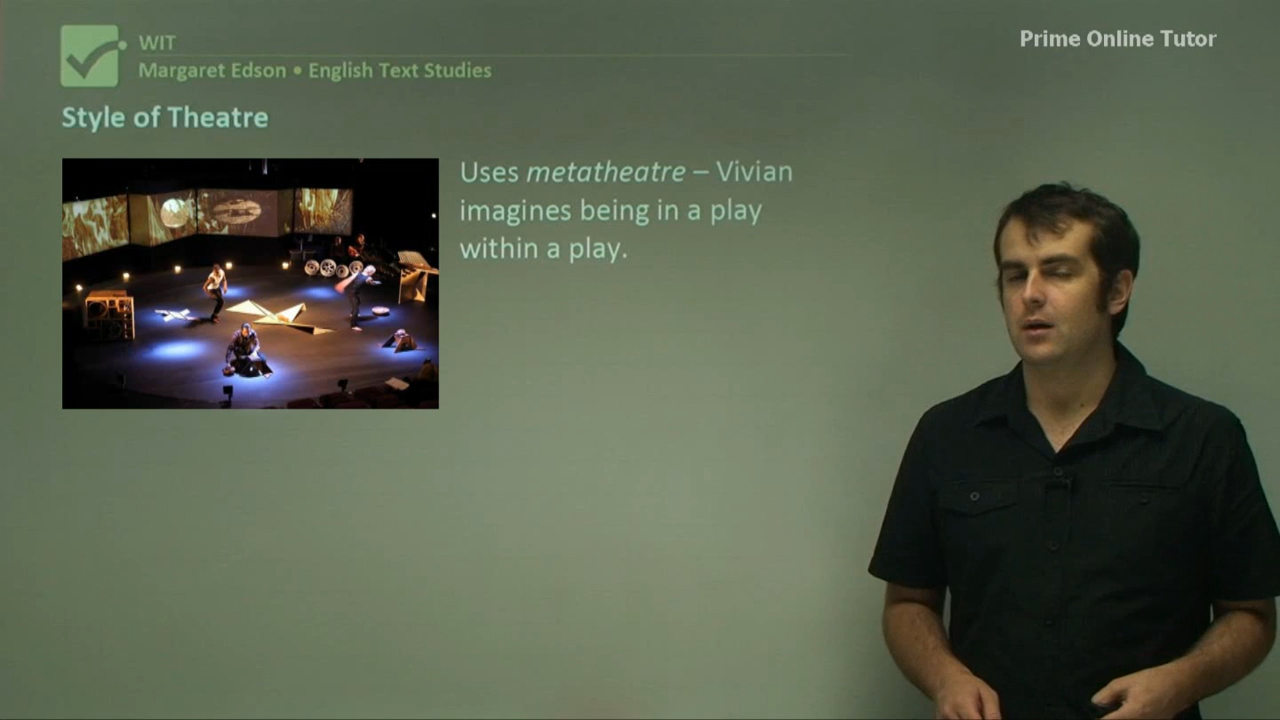 WIT
Margaret Edson • English Text Studies
Prime Online Tutor
Style of Theatre
Uses metatheatre – Vivian
imagines being in a play
within a play.